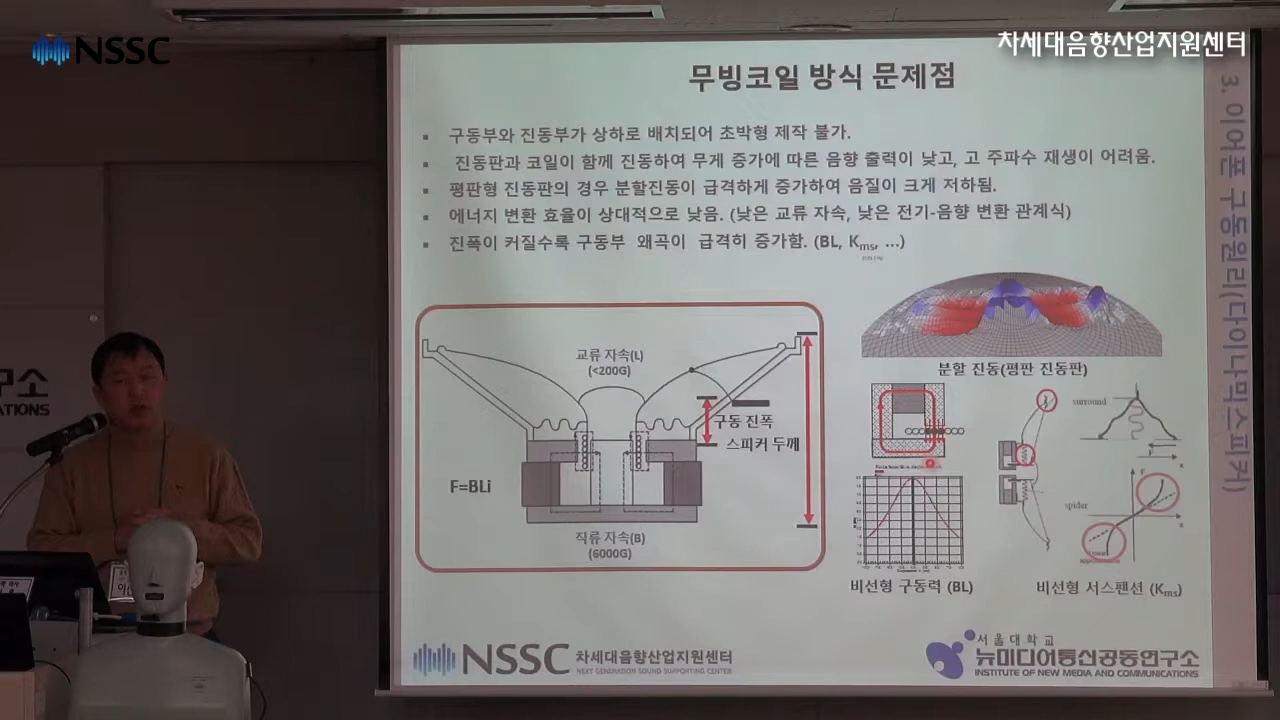 NSSC
차세대음향산업지원센터
무빙코일 방식 문제점
▪ 구동부와 진동부가 상하로 배치되어 초박형 제작 불가.
▪ 진동판과 코일이 함께 진동하여 무게 증가에 따른 음향 출력이 낮고, 고 주파수 재생이 어려움.
▪ 평판형 진동판의 경우 분할진동이 급격하게 증가하여 음질이 크게 저하됨.
▪ 에너지 변환 효율이 상대적으로 낮음. (낮은 교류 자속, 낮은 전기-음향 변환 관계식)
▪ 진폭이 커질수록 구동부 왜곡이 급격히 증가함. (BL, Kms, ...)
3. 이어폰 구동원리(다이나믹스피커)
교류 자속(L)
(<200G)
구동 진폭
스피커 두께
F=BLi
직류 자속(B)
(6000G)
분할 진동(평판 진동판)
surround
x
F
spider
x
비선형 구동력 (BL)
비선형 서스펜션 (Kms)
NSSC 차세대음향산업지원센터
NEXT GENERATION SOUND SUPPORTING CENTER
서울대학교
뉴미디어통신공동연구소
INSTITUTE OF NEW MEDIA AND COMMUNICATIONS
구소
ATIONS